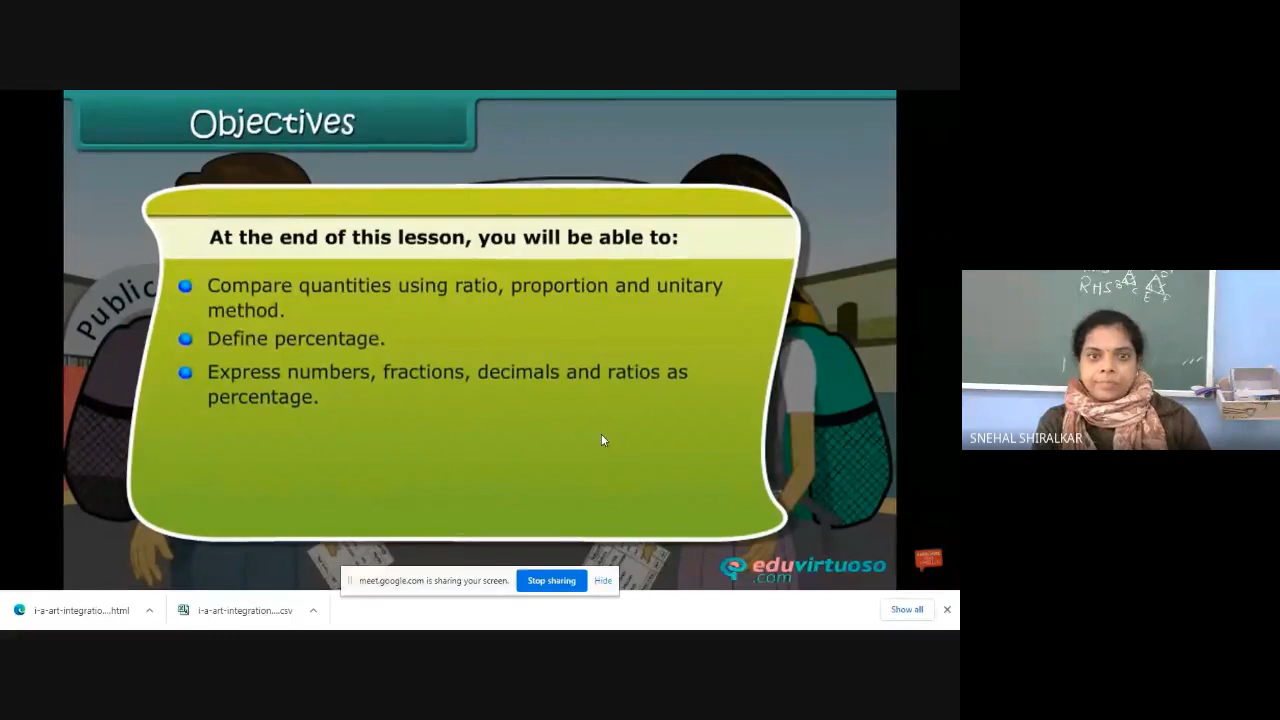 Objectives
At the end of this lesson, you will be able to:
Compare quantities using ratio, proportion and unitary
method.
Define percentage.
Express numbers, fractions, decimals and ratios as
percentage.
Public
eduvirtuoso
.com
meet.google.com is sharing your screen.
Stop sharing
Hide
i-a-art-integratio....html
i-a-art-integration....csv
Show all
RHS
B
C
D
E
F
SNEHAL SHIRALKAR